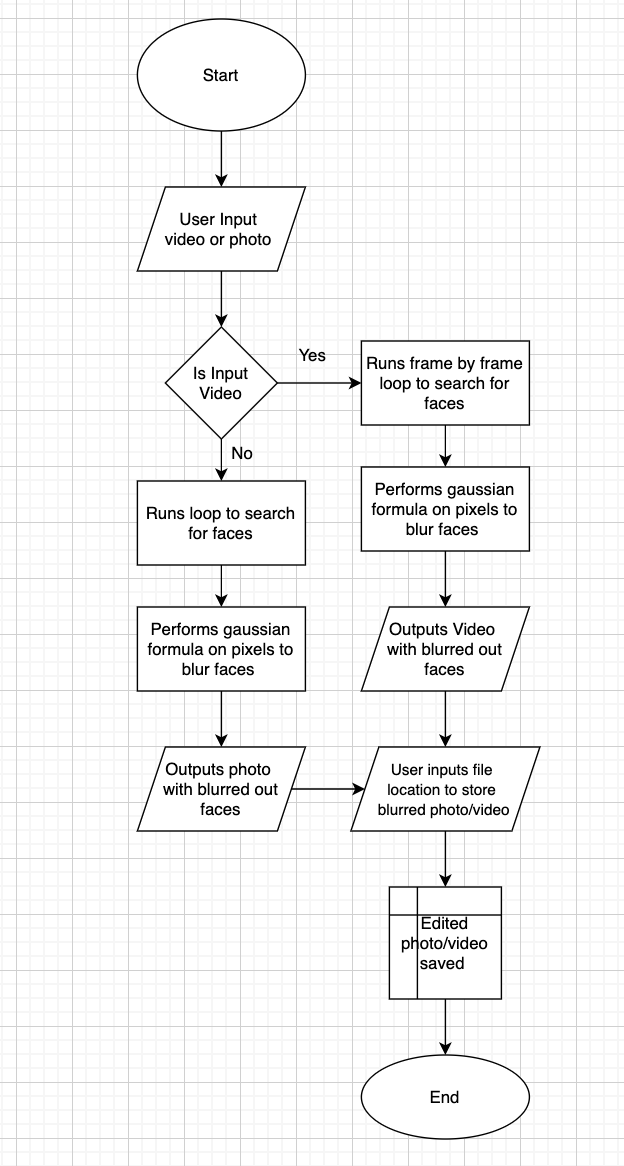 Start
User Input
video or photo
Is Input
Video
Yes
No
Runs frame by frame
loop to search for
faces
Performs gaussian
formula on pixels to
blur faces
Outputs Video
with blurred out
faces
Runs loop to search
for faces
Performs gaussian
formula on pixels to
blur faces
Outputs photo
with blurred out
faces
User inputs file
location to store
blurred photo/video
Edited
photo/video
saved
End